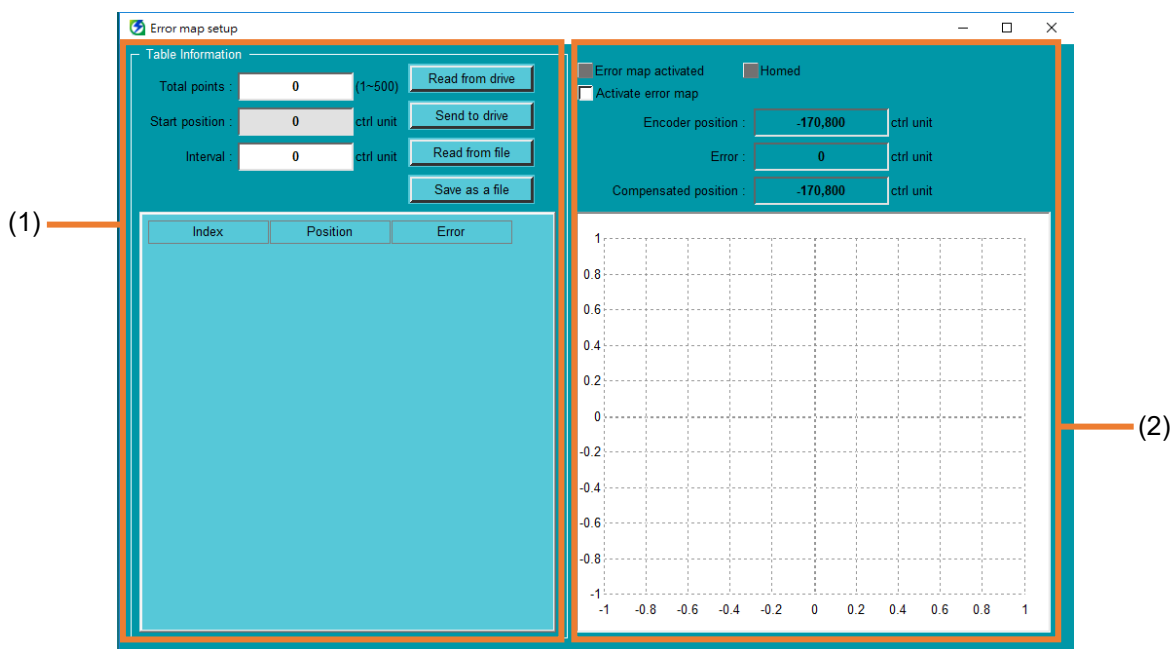 Error map setup
Table Information
Total points : 0 (1~500) Read from drive
Start position : 0 ctrl unit Send to drive
Interval : 0 ctrl unit Read from file
Save as a file
Index Position Error
(1)
Error map activated Homed
Activate error map
Encoder position : -170,800 ctrl unit
Error : 0 ctrl unit
Compensated position : -170,800 ctrl unit
1
0.8
0.6
0.4
0.2
0
-0.2
-0.4
-0.6
-0.8
-1
-1 -0.8 -0.6 -0.4 -0.2 0 0.2 0.4 0.6 0.8 1
(2)